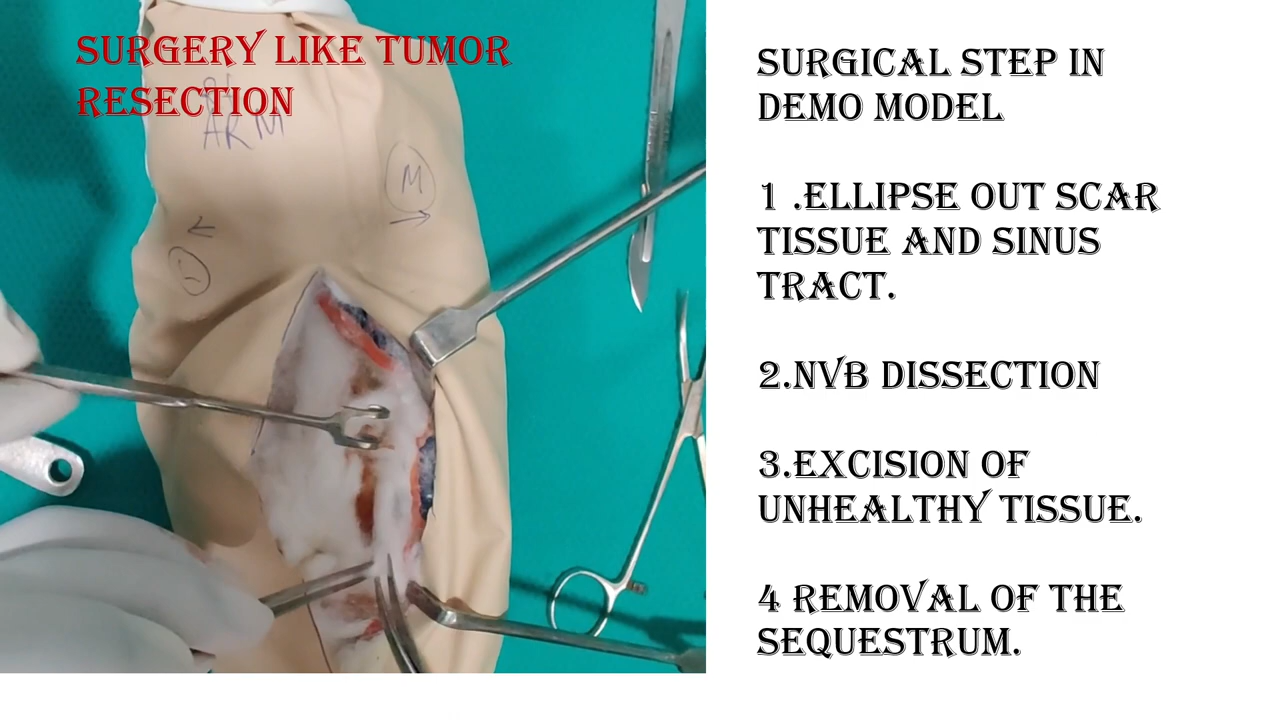 SURGERY LIKE TUMOR
RESECTION
ARM
M
SURGICAL STEP IN
DEMO MODEL
1 .ELLIPSE OUT SCAR
TISSUE AND SINUS
TRACT.
2.NVB DISSECTION
3.EXCISION OF
UNHEALTHY TISSUE.
4 REMOVAL OF THE
SEQUESTRUM.